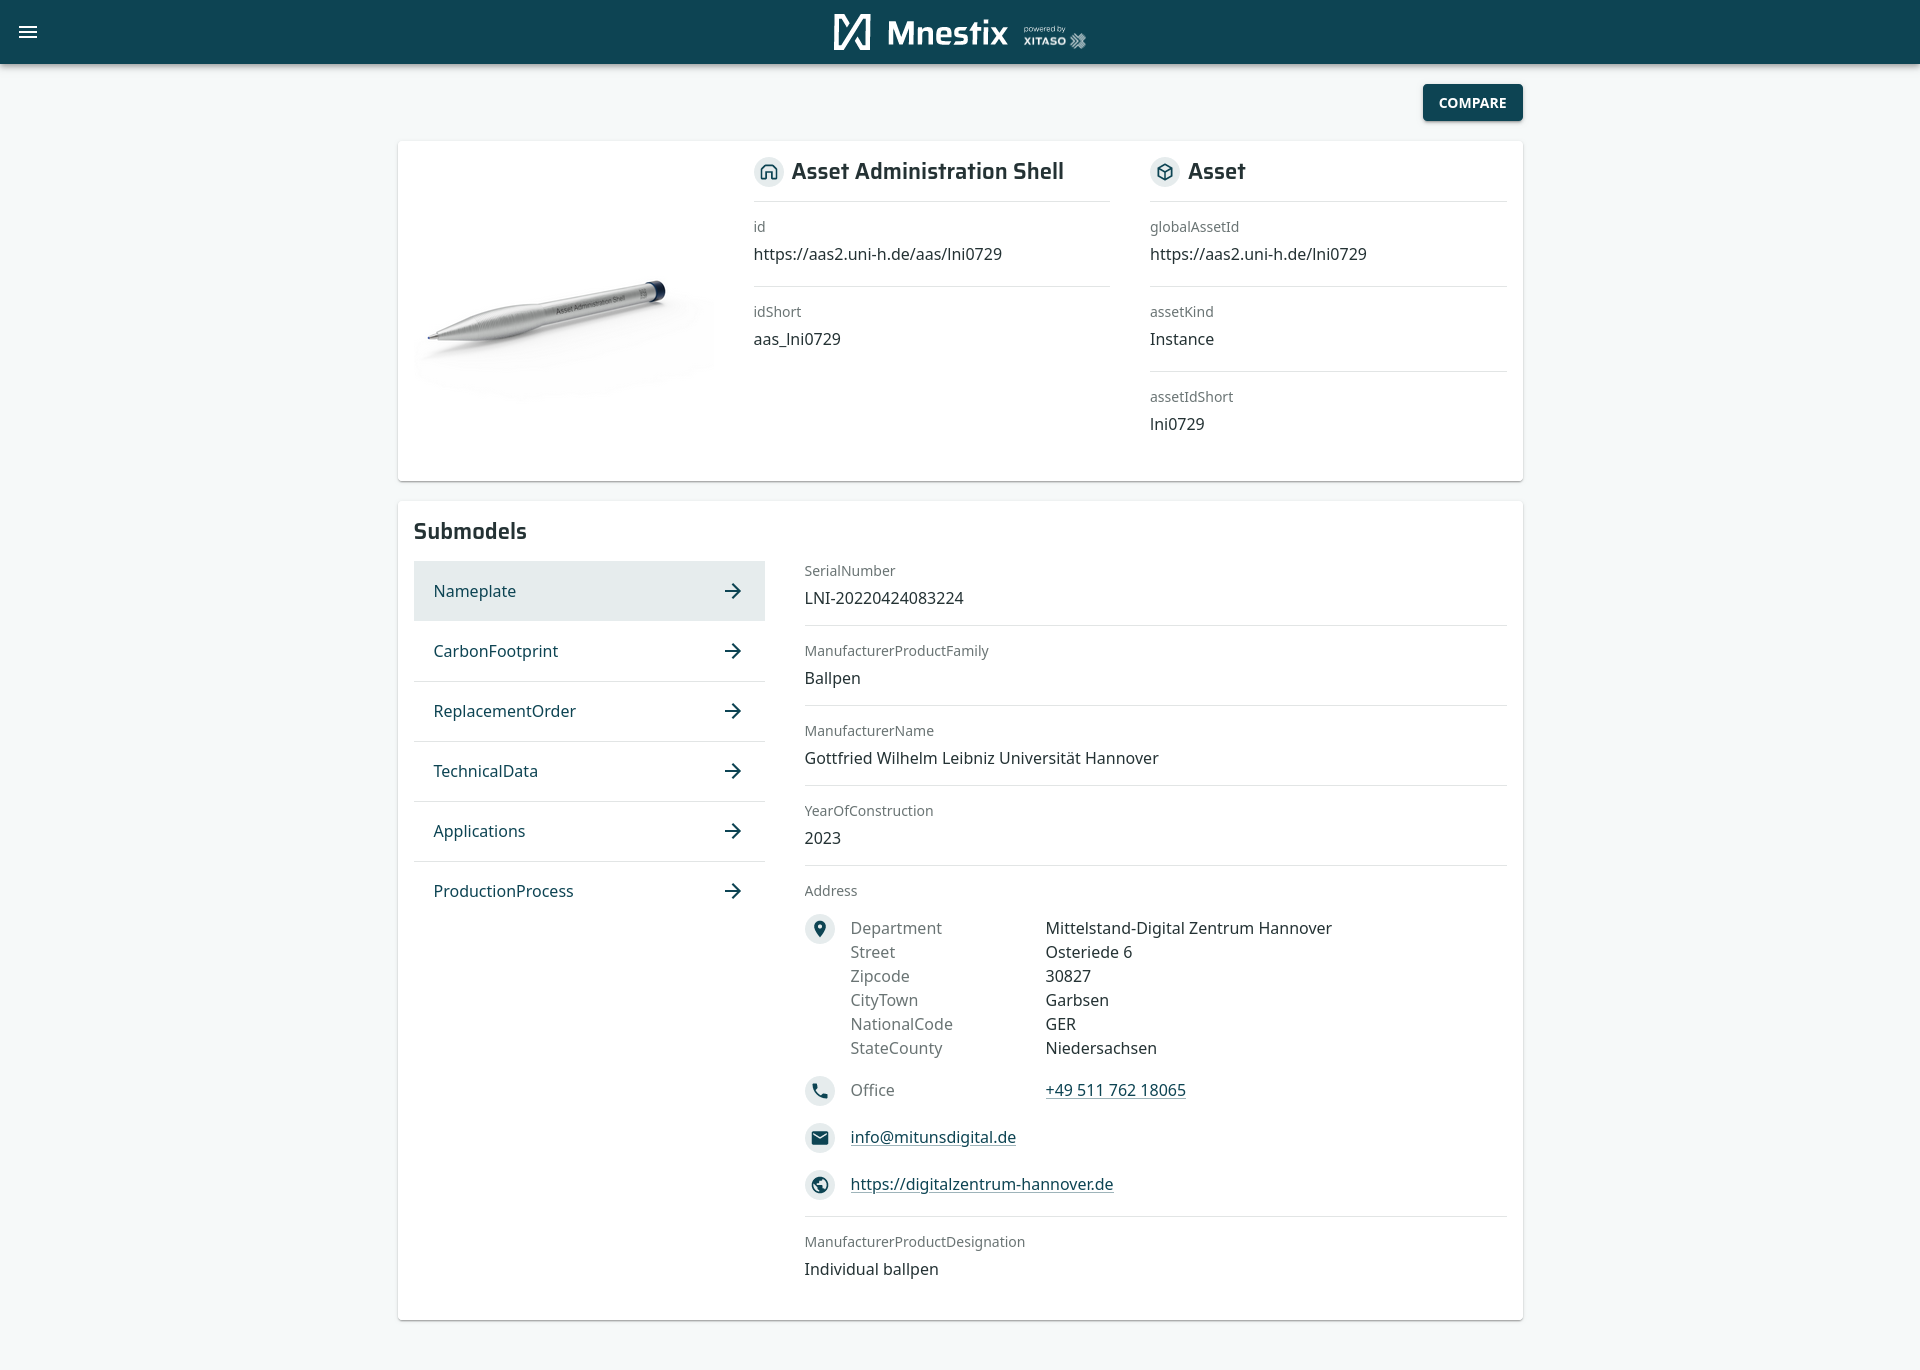 Mnestix
powered by
XITASO
COMPARE
Asset Administration Shell
Asset Administration Shell
id
https://aas2.uni-h.de/aas/lni0729
idShort
aas_lni0729
Asset
globalAssetId
https://aas2.uni-h.de/lni0729
assetKind
Instance
assetIdShort
lni0729
Submodels
Nameplate
CarbonFootprint
ReplacementOrder
TechnicalData
Applications
ProductionProcess
SerialNumber
LNI-20220424083224
ManufacturerProductFamily
Ballpen
ManufacturerName
Gottfried Wilhelm Leibniz Universität Hannover
YearOfConstruction
2023
Address
Department Mittelstand-Digital Zentrum Hannover
Street Osteriede 6
Zipcode 30827
CityTown Garbsen
NationalCode GER
StateCounty Niedersachsen
Office +49 511 762 18065
info@mitunsdigital.de
https://digitalzentrum-hannover.de
ManufacturerProductDesignation
Individual ballpen